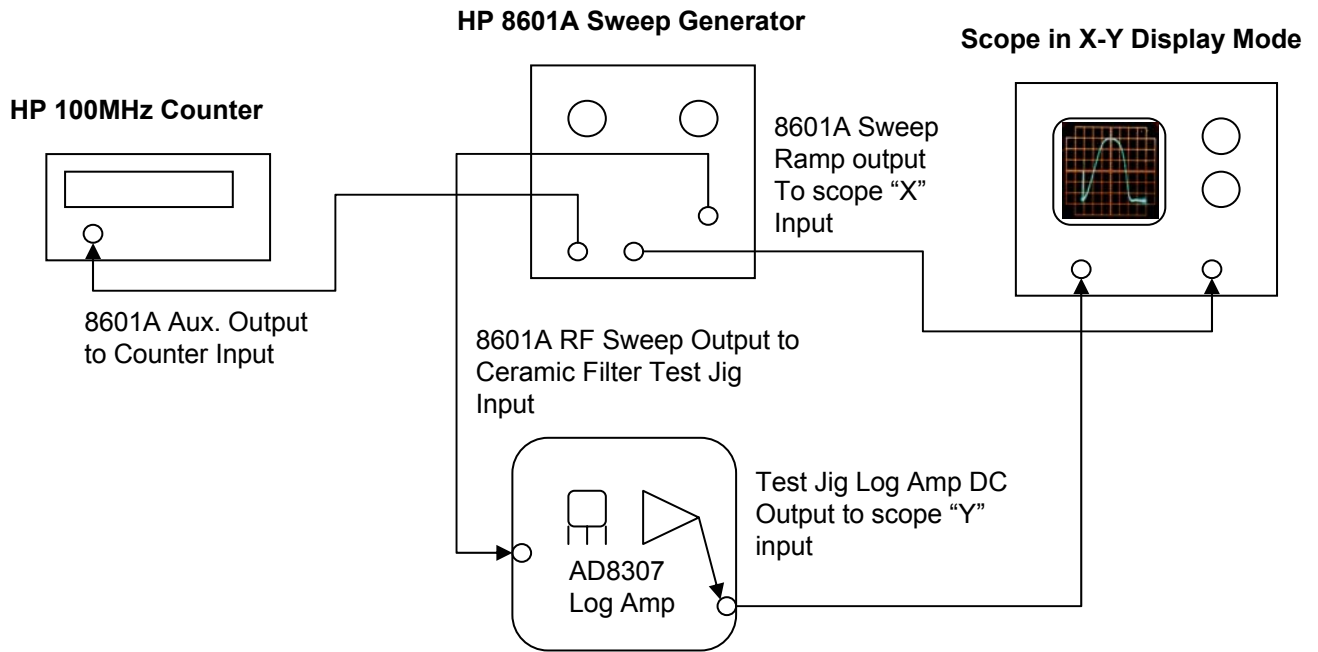 HP 8601A Sweep Generator
Scope in X-Y Display Mode
HP 100MHz Counter
8601A Sweep
Ramp output
To scope “X”
Input
8601A Aux. Output
to Counter Input
8601A RF Sweep Output to
Ceramic Filter Test Jig
Input
Test Jig Log Amp DC
Output to scope “Y”
input
AD8307
Log Amp